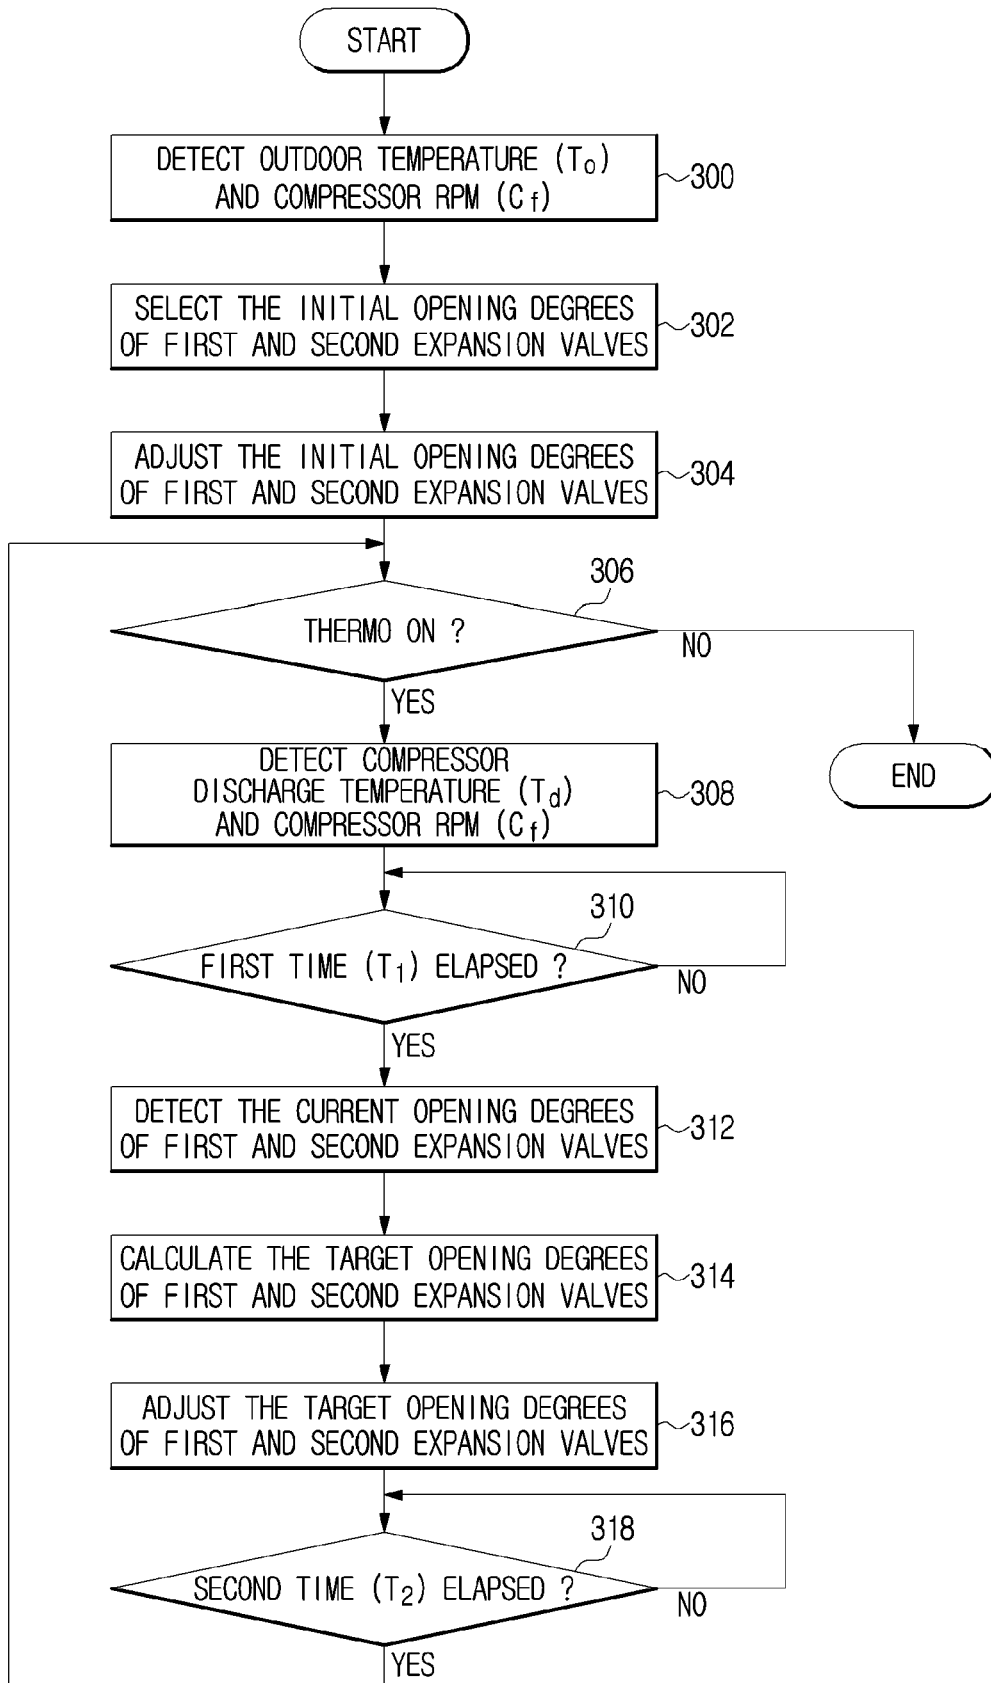 START
DETECT OUTDOOR TEMPERATURE (To)
AND COMPRESSOR RPM (Cf)
300
SELECT THE INITIAL OPENING DEGREES
OF FIRST AND SECOND EXPANSION VALVES
302
ADJUST THE INITIAL OPENING DEGREES
OF FIRST AND SECOND EXPANSION VALVES
304
306
THERMO ON ?
NO
YES
DETECT COMPRESSOR
DISCHARGE TEMPERATURE (Td)
AND COMPRESSOR RPM (Cf)
308
END
310
FIRST TIME (T1) ELAPSED ?
NO
YES
DETECT THE CURRENT OPENING DEGREES
OF FIRST AND SECOND EXPANSION VALVES
312
CALCULATE THE TARGET OPENING DEGREES
OF FIRST AND SECOND EXPANSION VALVES
314
ADJUST THE TARGET OPENING DEGREES
OF FIRST AND SECOND EXPANSION VALVES
316
318
SECOND TIME (T2) ELAPSED ?
NO
YES